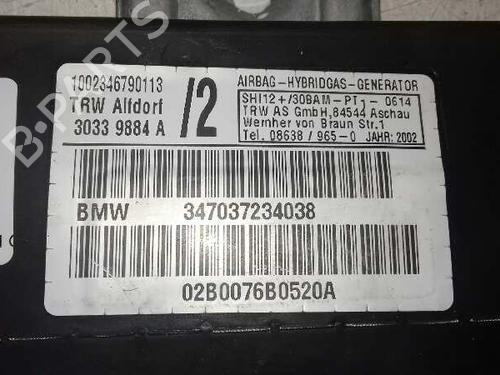 1002346790113
TRW Alfdorf
3033 9884 A
/2
AIRBAG-HYBRIDGAS-GENERATOR
SHI12+/30BAM-PT1-0614
TRW AS GmbH,84544 Aschau
Wernher von Braun Str.1
Tel. 08638/965-0 JAHR:2002
BMW 347037234038
02B0076B0520A
B-PARTS